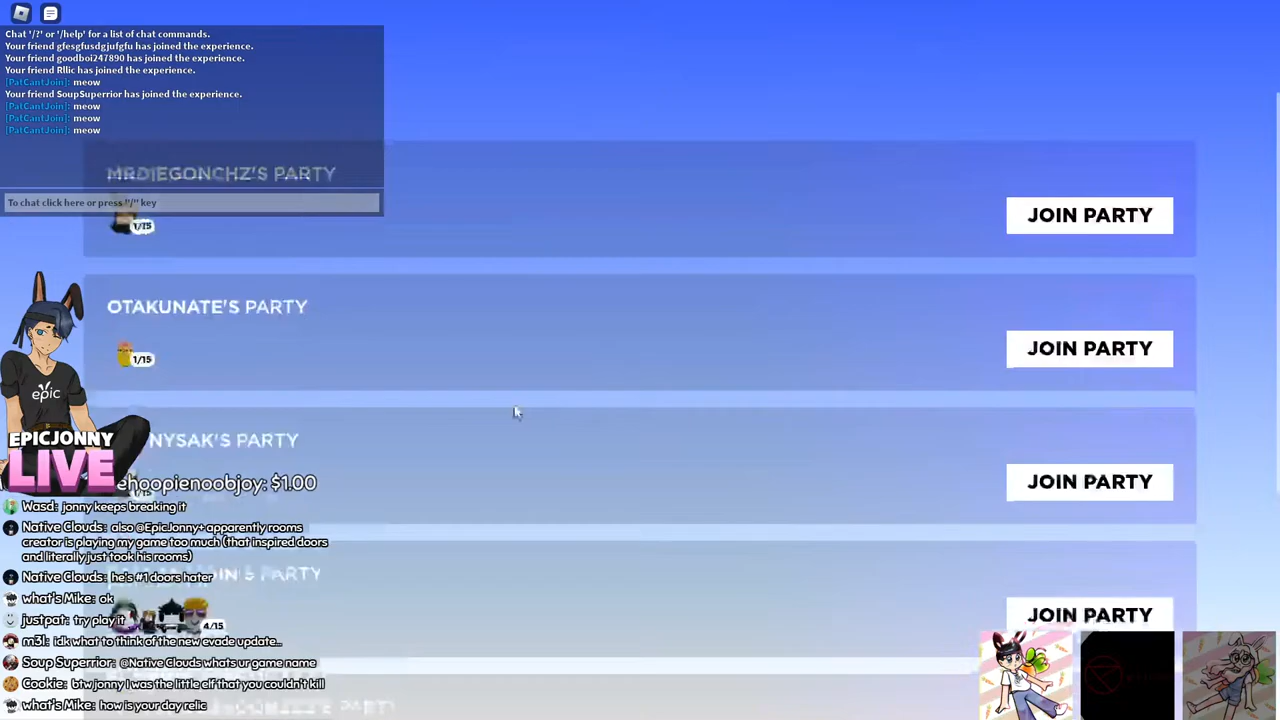 Chat '/?' or '/help' for a list of chat commands.
Your friend gfesgfusdgjufgfu has joined the experience.
Your friend goodboi247890 has joined the experience.
Your friend Rllic has joined the experience.
[PatCantJoin]: meow
Your friend SoupSuperrior has joined the experience.
[PatCantJoin]: meow
[PatCantJoin]: meow
[PatCantJoin]: meow
MRDIEGONCHZ'S PARTY
To chat click here or press "/" key
1/15
JOIN PARTY
OTAKUNATE'S PARTY
1/15
JOIN PARTY
epic
NYSAK'S PARTY
JOIN PARTY
EPICJONNY
LIVE
ehoopienoobjoy: $1.00
Wasd: jonny keeps breaking it
Native Clouds: also @EpicJonny+ apparently rooms
creator is playing my game too much (that inspired doors
and literally just took his rooms)
PARTY
Native Clouds: he's #1 doors hater
what's Mike: ok
justpat: try play it
4/15
JOIN PARTY
m3l: idk what to think of the new evade update...
Soup Superrior: @Native Clouds whats ur game name
Cookie: btw jonny I was the little elf that you couldn't kill
what's Mike: how is your day relic
PARTY